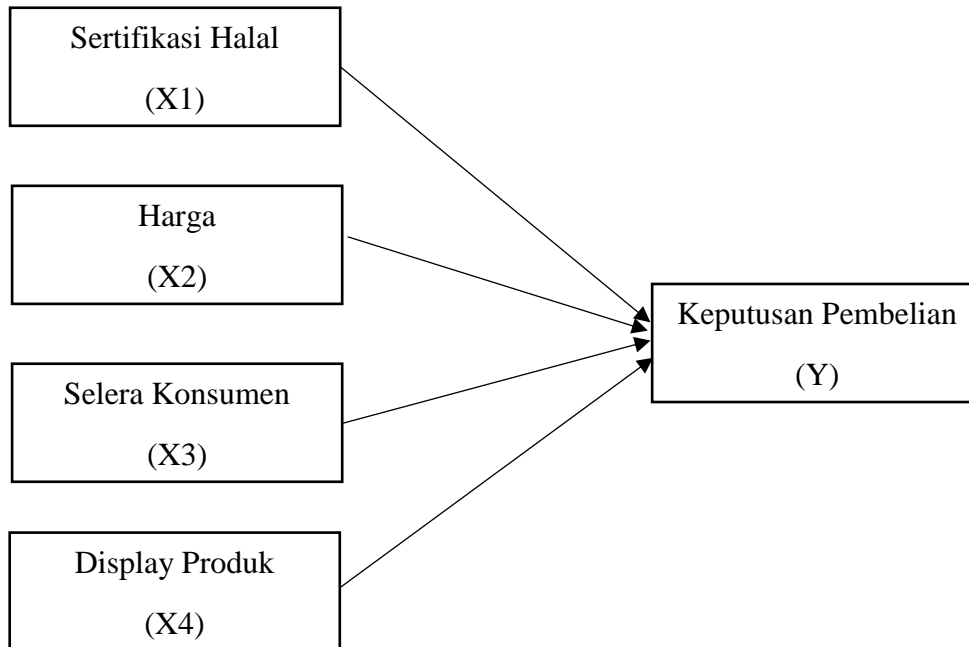 Sertifikasi Halal
(X1)
Harga
(X2)
Selera Konsumen
(X3)
Display Produk
(X4)
Keputusan Pembelian
(Y)